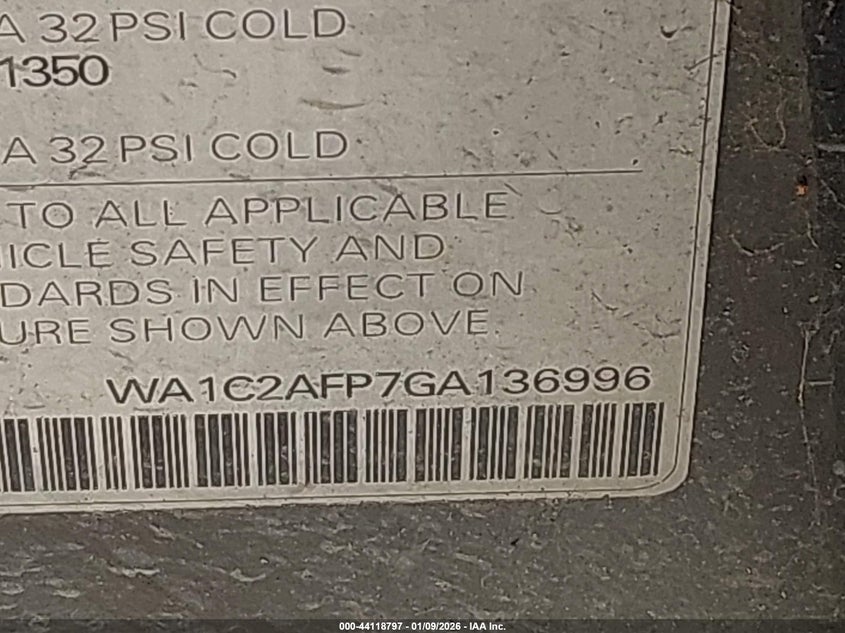 A 32 PSI COLD
1350
A 32 PSI COLD
TO ALL APPLICABLE
ICLE SAFETY AND
DARDS IN EFFECT ON
URE SHOWN ABOVE.
WA1C2AFP7GA136996
000-44118797 - 01/09/2026 - IAA Inc.